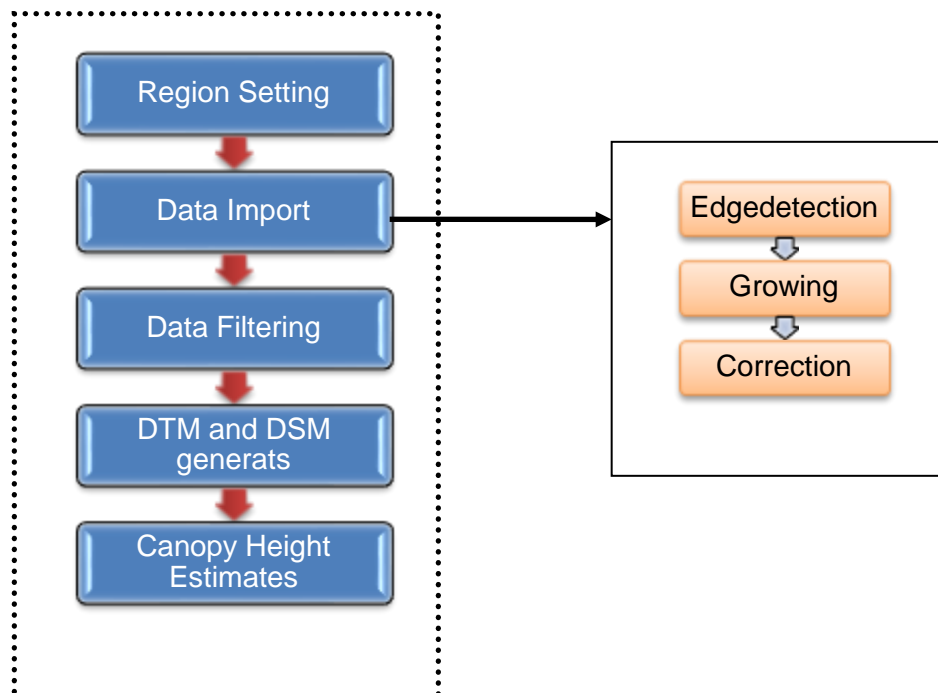 Region Setting
Data Import
Data Filtering
DTM and DSM
generats
Canopy Height
Estimates
Edgedetection
Growing
Correction